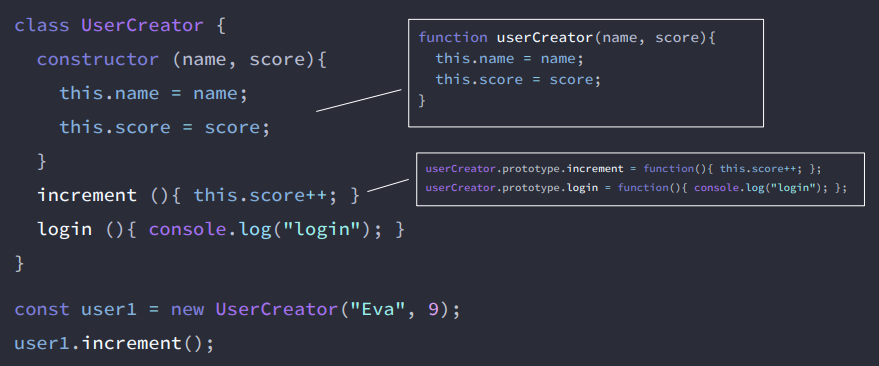 class UserCreator {
constructor (name, score){
this.name = name;
this.score = score;
}
increment (){ this.score++; }
login (){ console.log("login"); }
}
const user1 = new UserCreator("Eva", 9);
user1.increment();
function userCreator(name, score){
this.name = name;
this.score = score;
}
userCreator.prototype.increment = function(){ this.score++; };
userCreator.prototype.login = function(){ console.log("login"); };